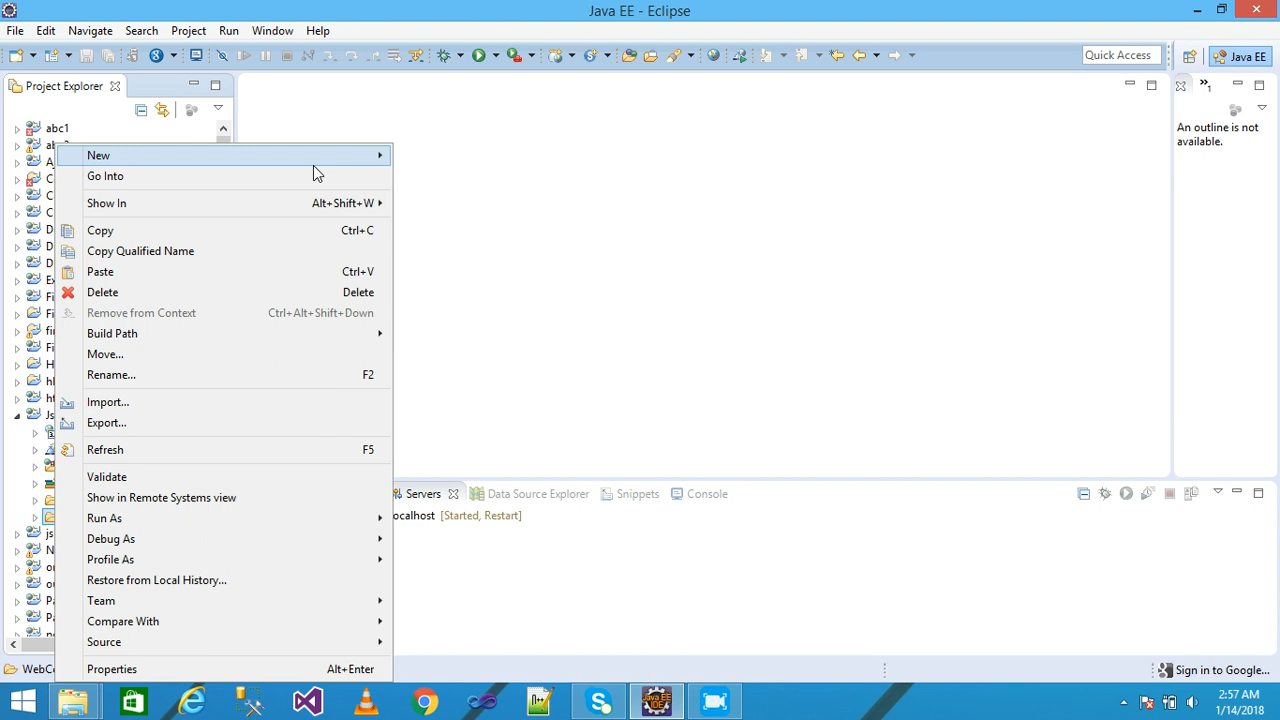 Java EE - Eclipse
File Edit Navigate Search Project Run Window Help
Quick Access
Java EE
Project Explorer
An outline is not available.
abc1
New
Go Into
Show In Alt+Shift+W
Copy Ctrl+C
Copy Qualified Name
Paste Ctrl+V
Delete Delete
Remove from Context Ctrl+Alt+Shift+Down
Build Path
Move...
Rename... F2
Import...
Export...
Refresh F5
Validate
Show in Remote Systems view
Run As
Debug As
Profile As
Restore from Local History...
Team
Compare With
Source
Properties Alt+Enter
Servers Data Source Explorer Snippets Console
ocalhost [Started, Restart]
WebCo
Sign in to Google...
2:57 AM
1/14/2018